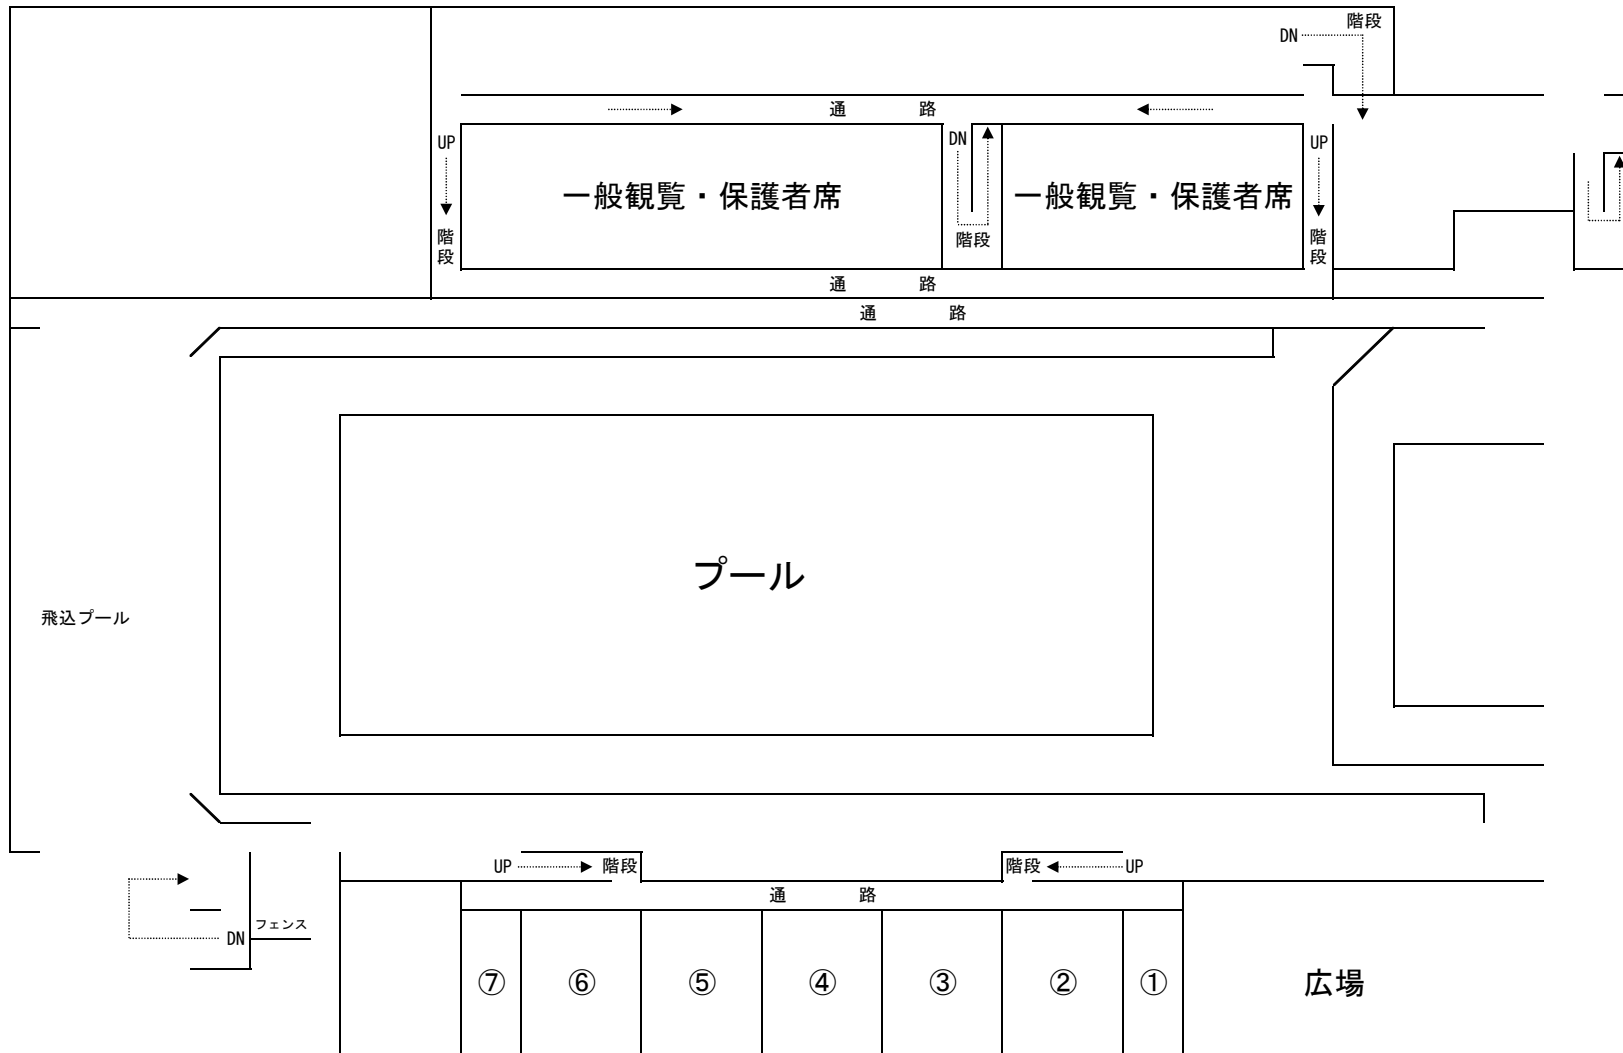 階段
DN
通 路
UP
DN
UP
一般観覧・保護者席
一般観覧・保護者席
階段
階段
階段
通 路
通 路
プール
飛込プール
UP
階段
階段
UP
通 路
フェンス
DN
⑦
⑥
⑤
④
③
②
①
広場